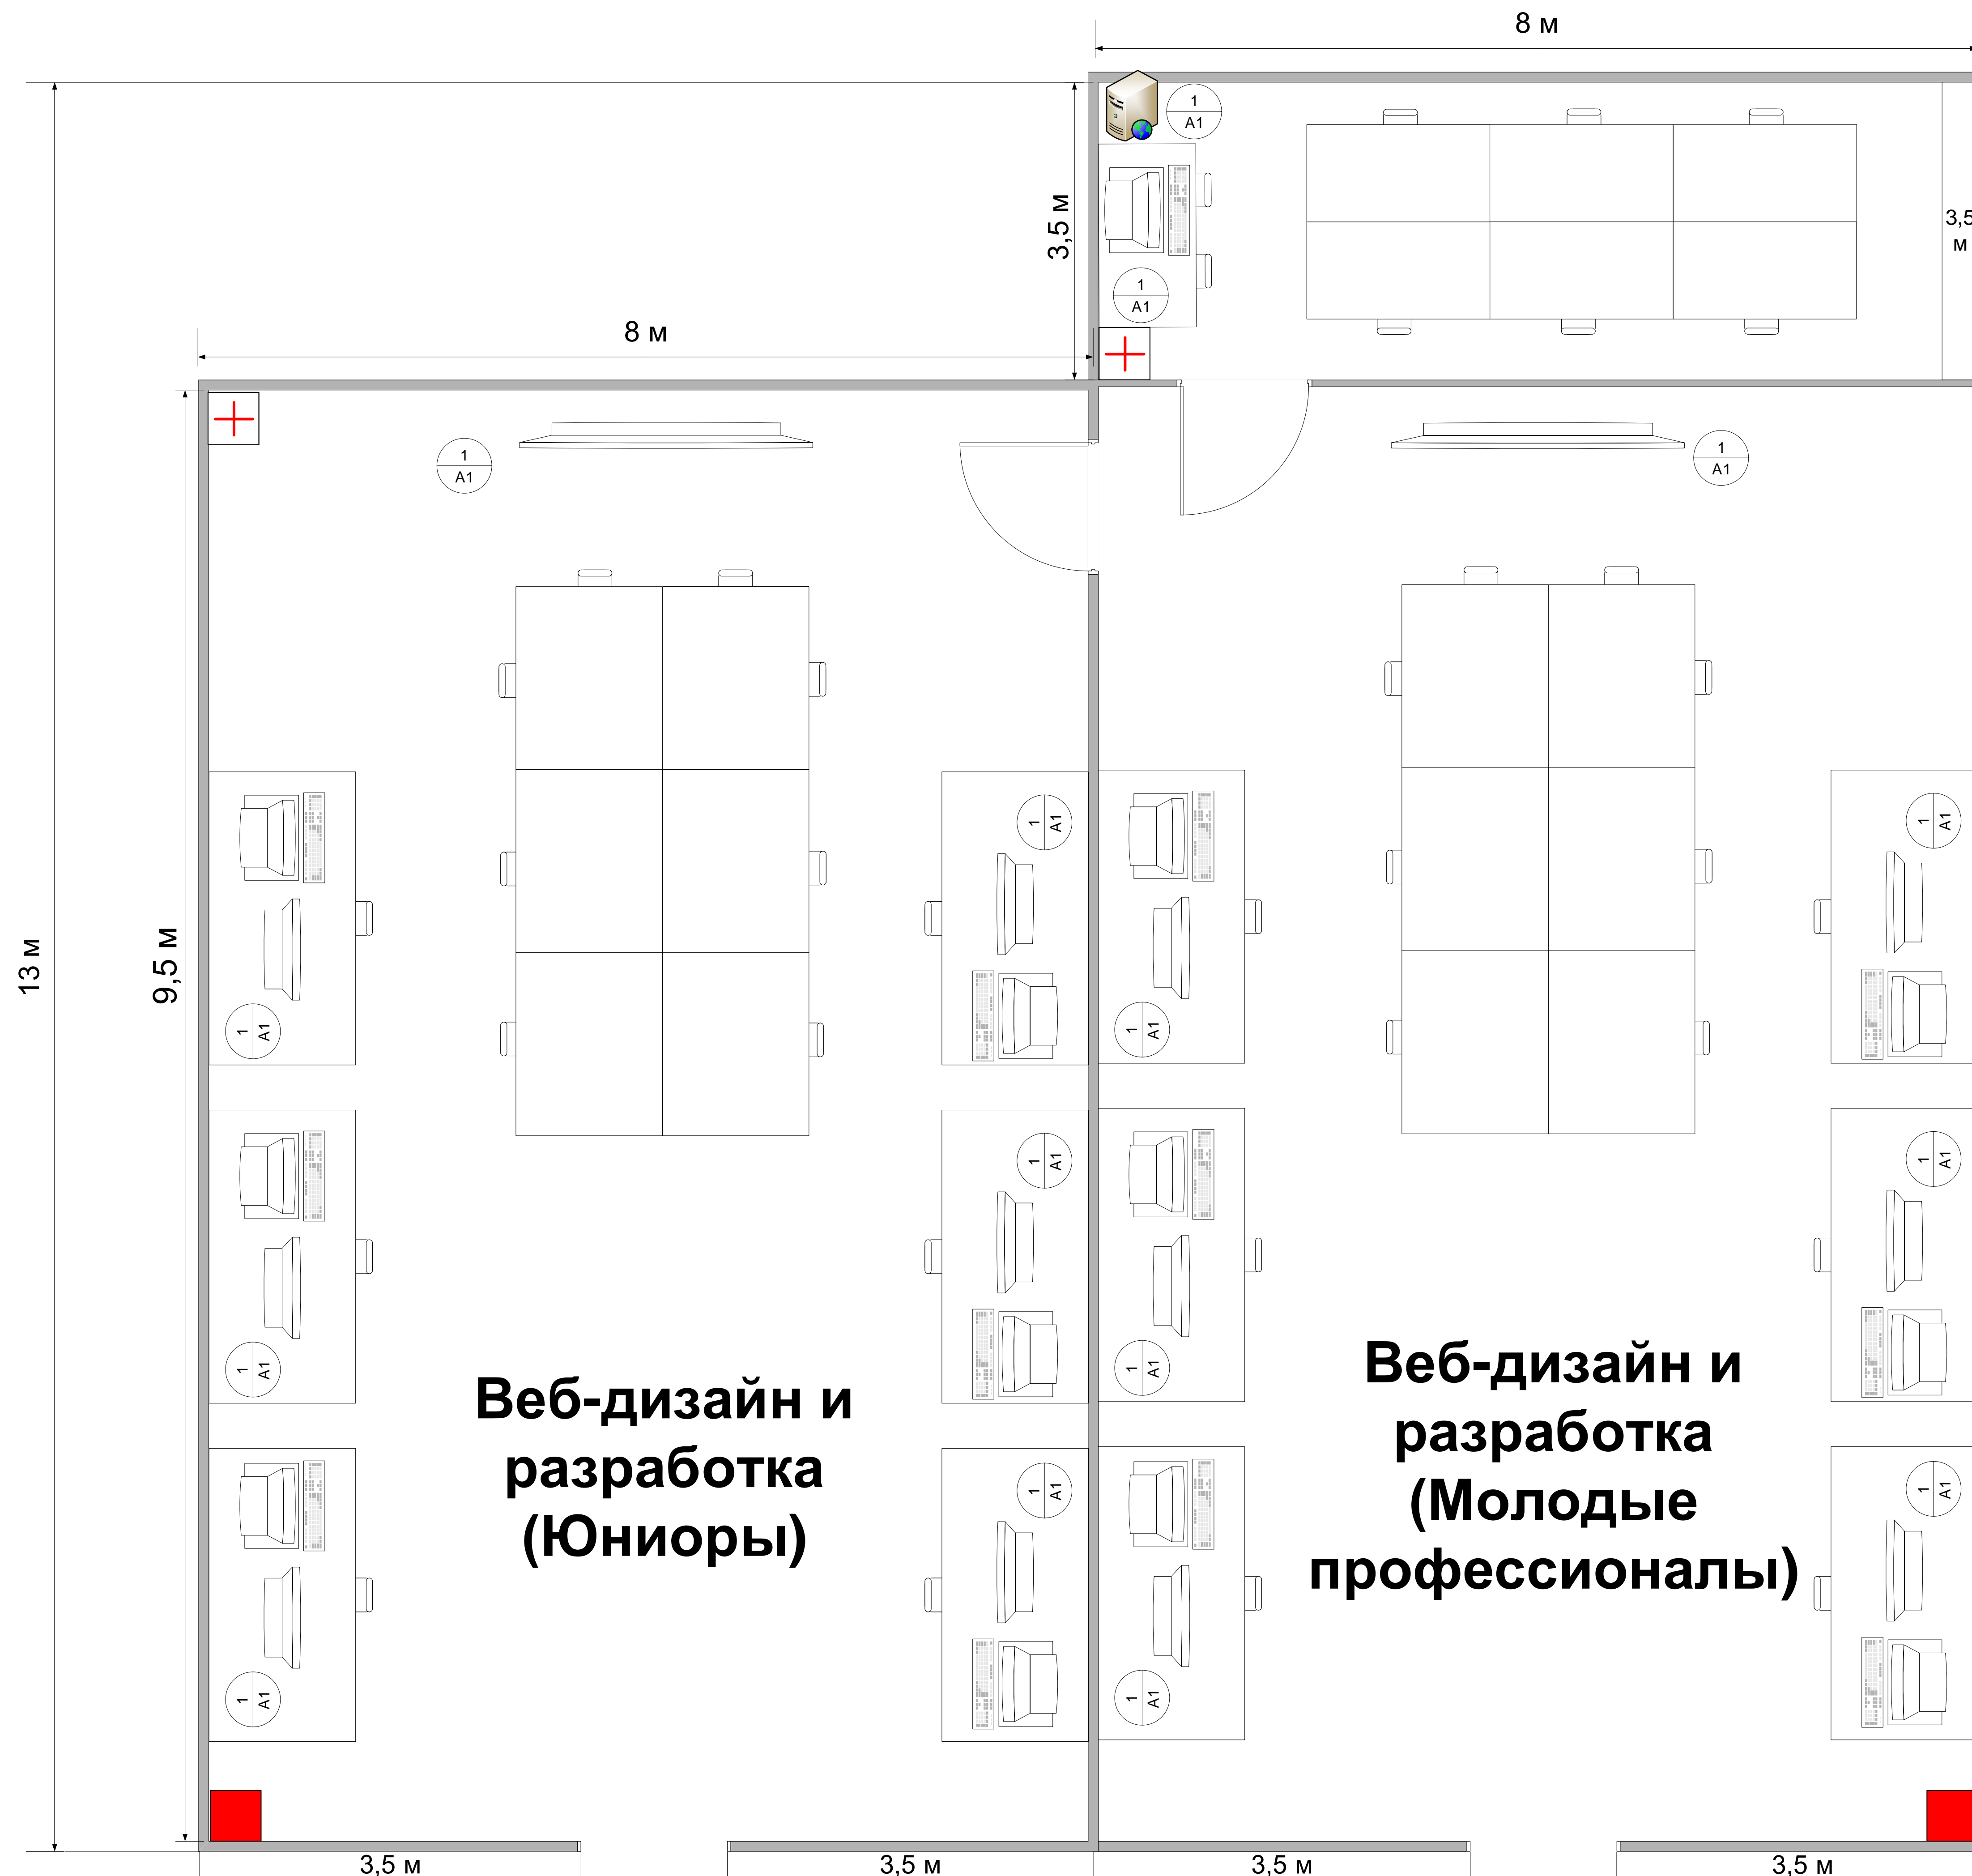 8 м
1
A1
3,5 м
3,5
м
1
A1
8 м
1
A1
1
A1
13 м
9,5 м
1
A1
1
A1
1
A1
1
A1
1
A1
1
A1
1
A1
1
A1
1
A1
1
A1
1
A1
1
A1
Веб-дизайн и
разработка
(Юниоры)
Веб-дизайн и
разработка
(Молодые
профессионалы)
3,5 м
3,5 м
3,5 м
3,5 м